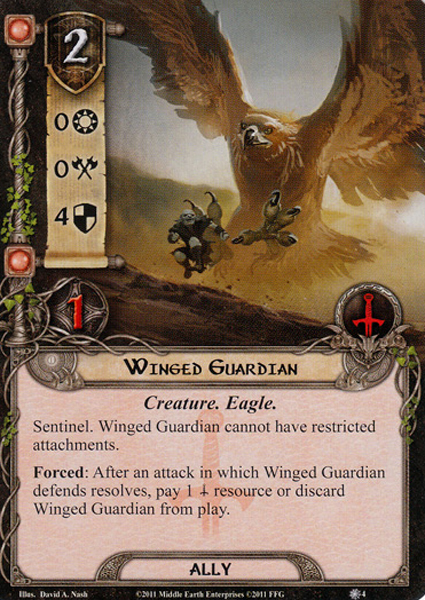 2
0
0
4
1
Winged Guardian
Creature. Eagle.
Sentinel. Winged Guardian cannot have restricted
attachments.
Forced: After an attack in which Winged Guardian
defends resolves, pay 1 resource or discard
Winged Guardian from play.
ALLY
Illus. David A. Nash ©2011 Middle Earth Enterprises ©2011 FFG 4